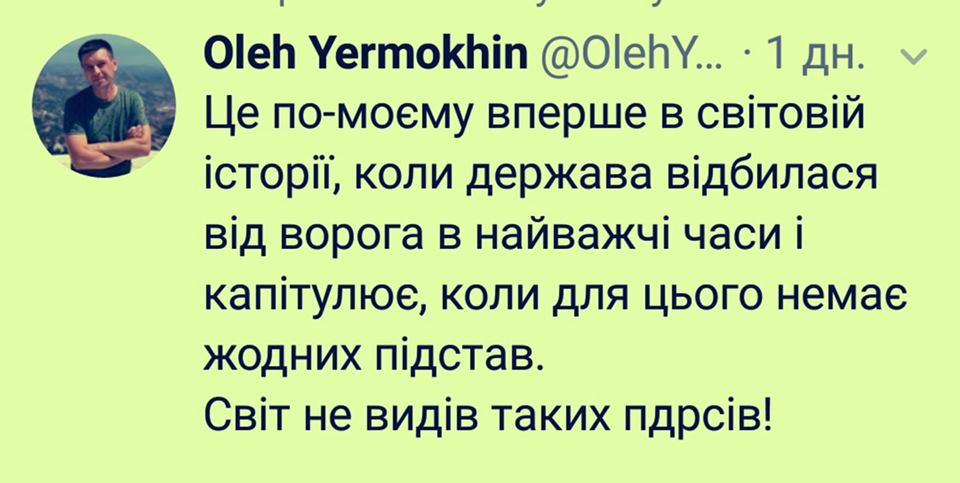 Oleh Yermokhin @OlehY... · 1 дн.
Це по-моєму вперше в світовій
історії, коли держава відбилася
від ворога в найважчі часи і
капітулює, коли для цього немає
жодних підстав.
Світ не видів таких пдрсів!